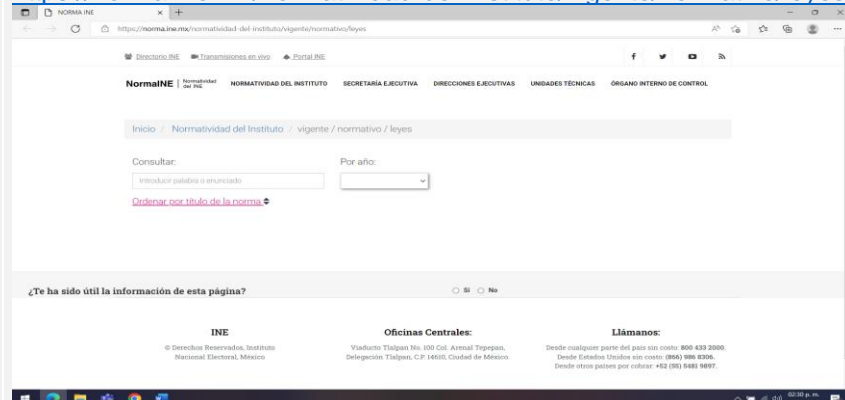 NORMA INE
https://norma.ine.mx/normatividad-del-instituto/vigente/normativo/leyes
Directorio INE Transmisiones en vivo Portal INE
NormaINE | Normatividad del INE NORMATIVIDAD DEL INSTITUTO SECRETARÍA EJECUTIVA DIRECCIONES EJECUTIVAS UNIDADES TÉCNICAS ÓRGANO INTERNO DE CONTROL
Inicio / Normatividad del Instituto / vigente / normativo / leyes
Consultar: Por año:
Introducir palabra o enunciado
Ordenar por título de la norma
¿Te ha sido útil la información de esta página? Sí No
INE Oficinas Centrales: Llámanos:
© Derechos Reservados, Instituto Viaducto Tlalpan No. 100 Col. Arenal Tepepan, Desde cualquier parte del país sin costo: 800 433 2000.
Nacional Electoral, México Delegación Tlalpan, C.P. 14610, Ciudad de México. Desde Estados Unidos sin costo: (866) 986 8306.
Desde otros países por cobrar: +52 (55) 5481 9897.
02:30 p. m.